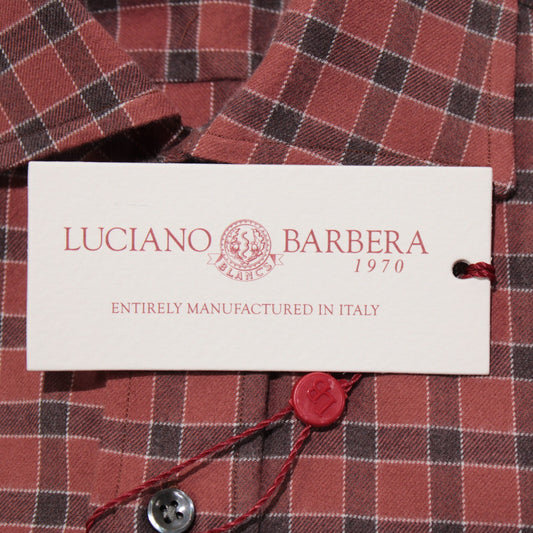 LUCIANO BARBERA
BLANCS
1970
ENTIRELY MANUFACTURED IN ITALY